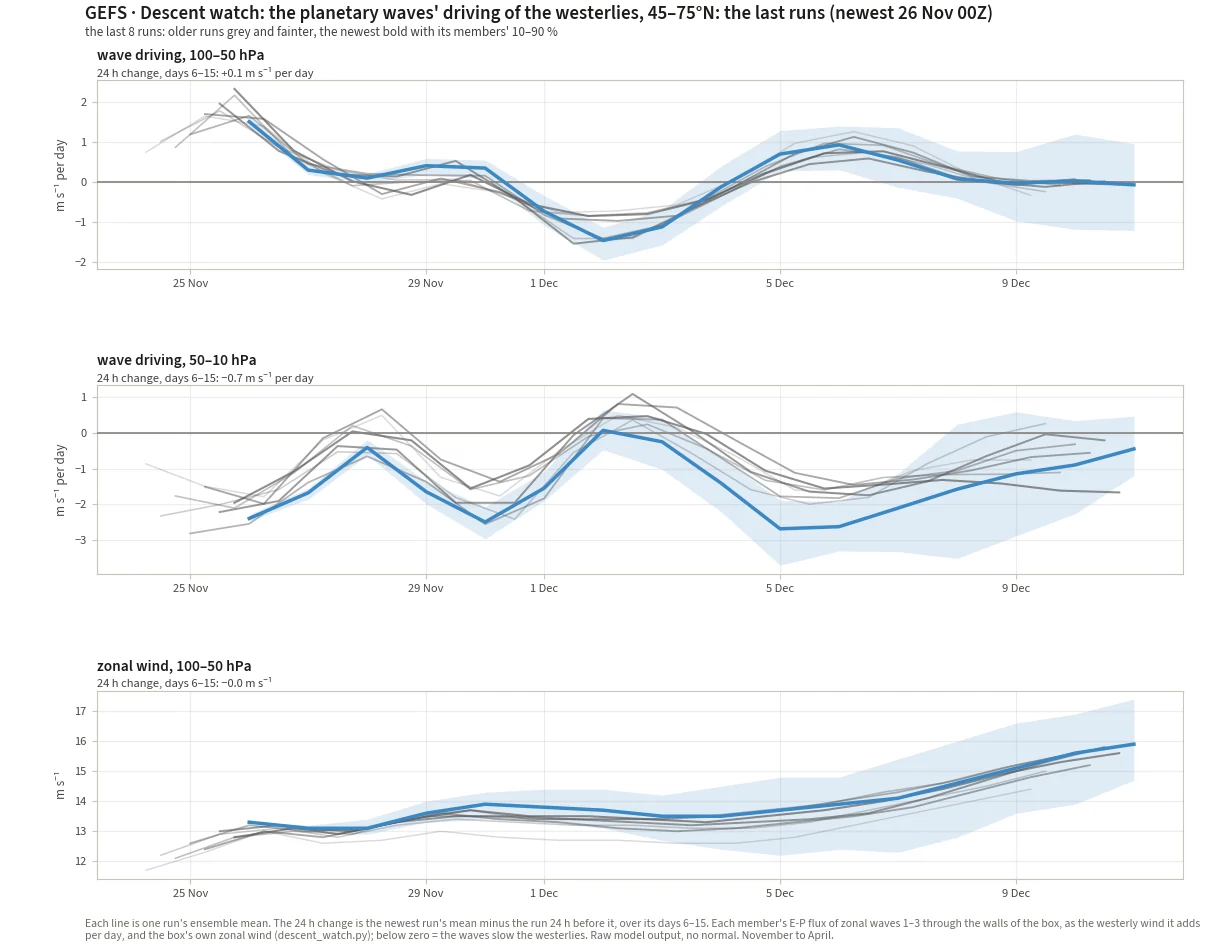 GEFS · Descent watch: the planetary waves' driving of the westerlies, 45–75°N: the last runs (newest 26 Nov 00Z)
the last 8 runs: older runs grey and fainter, the newest bold with its members' 10–90 %
wave driving, 100–50 hPa
24 h change, days 6–15: +0.1 m s⁻¹ per day
2
1
0
−1
−2
m s⁻¹ per day
25 Nov
29 Nov
1 Dec
5 Dec
9 Dec
wave driving, 50–10 hPa
24 h change, days 6–15: −0.7 m s⁻¹ per day
1
0
−1
−2
−3
m s⁻¹ per day
25 Nov
29 Nov
1 Dec
5 Dec
9 Dec
zonal wind, 100–50 hPa
24 h change, days 6–15: −0.0 m s⁻¹
17
16
15
14
13
12
m s⁻¹
25 Nov
29 Nov
1 Dec
5 Dec
9 Dec
Each line is one run's ensemble mean. The 24 h change is the newest run's mean minus the run 24 h before it, over its days 6–15. Each member's E-P flux of zonal waves 1–3 through the walls of the box, as the westerly wind it adds
per day, and the box's own zonal wind (descent_watch.py); below zero = the waves slow the westerlies. Raw model output, no normal. November to April.